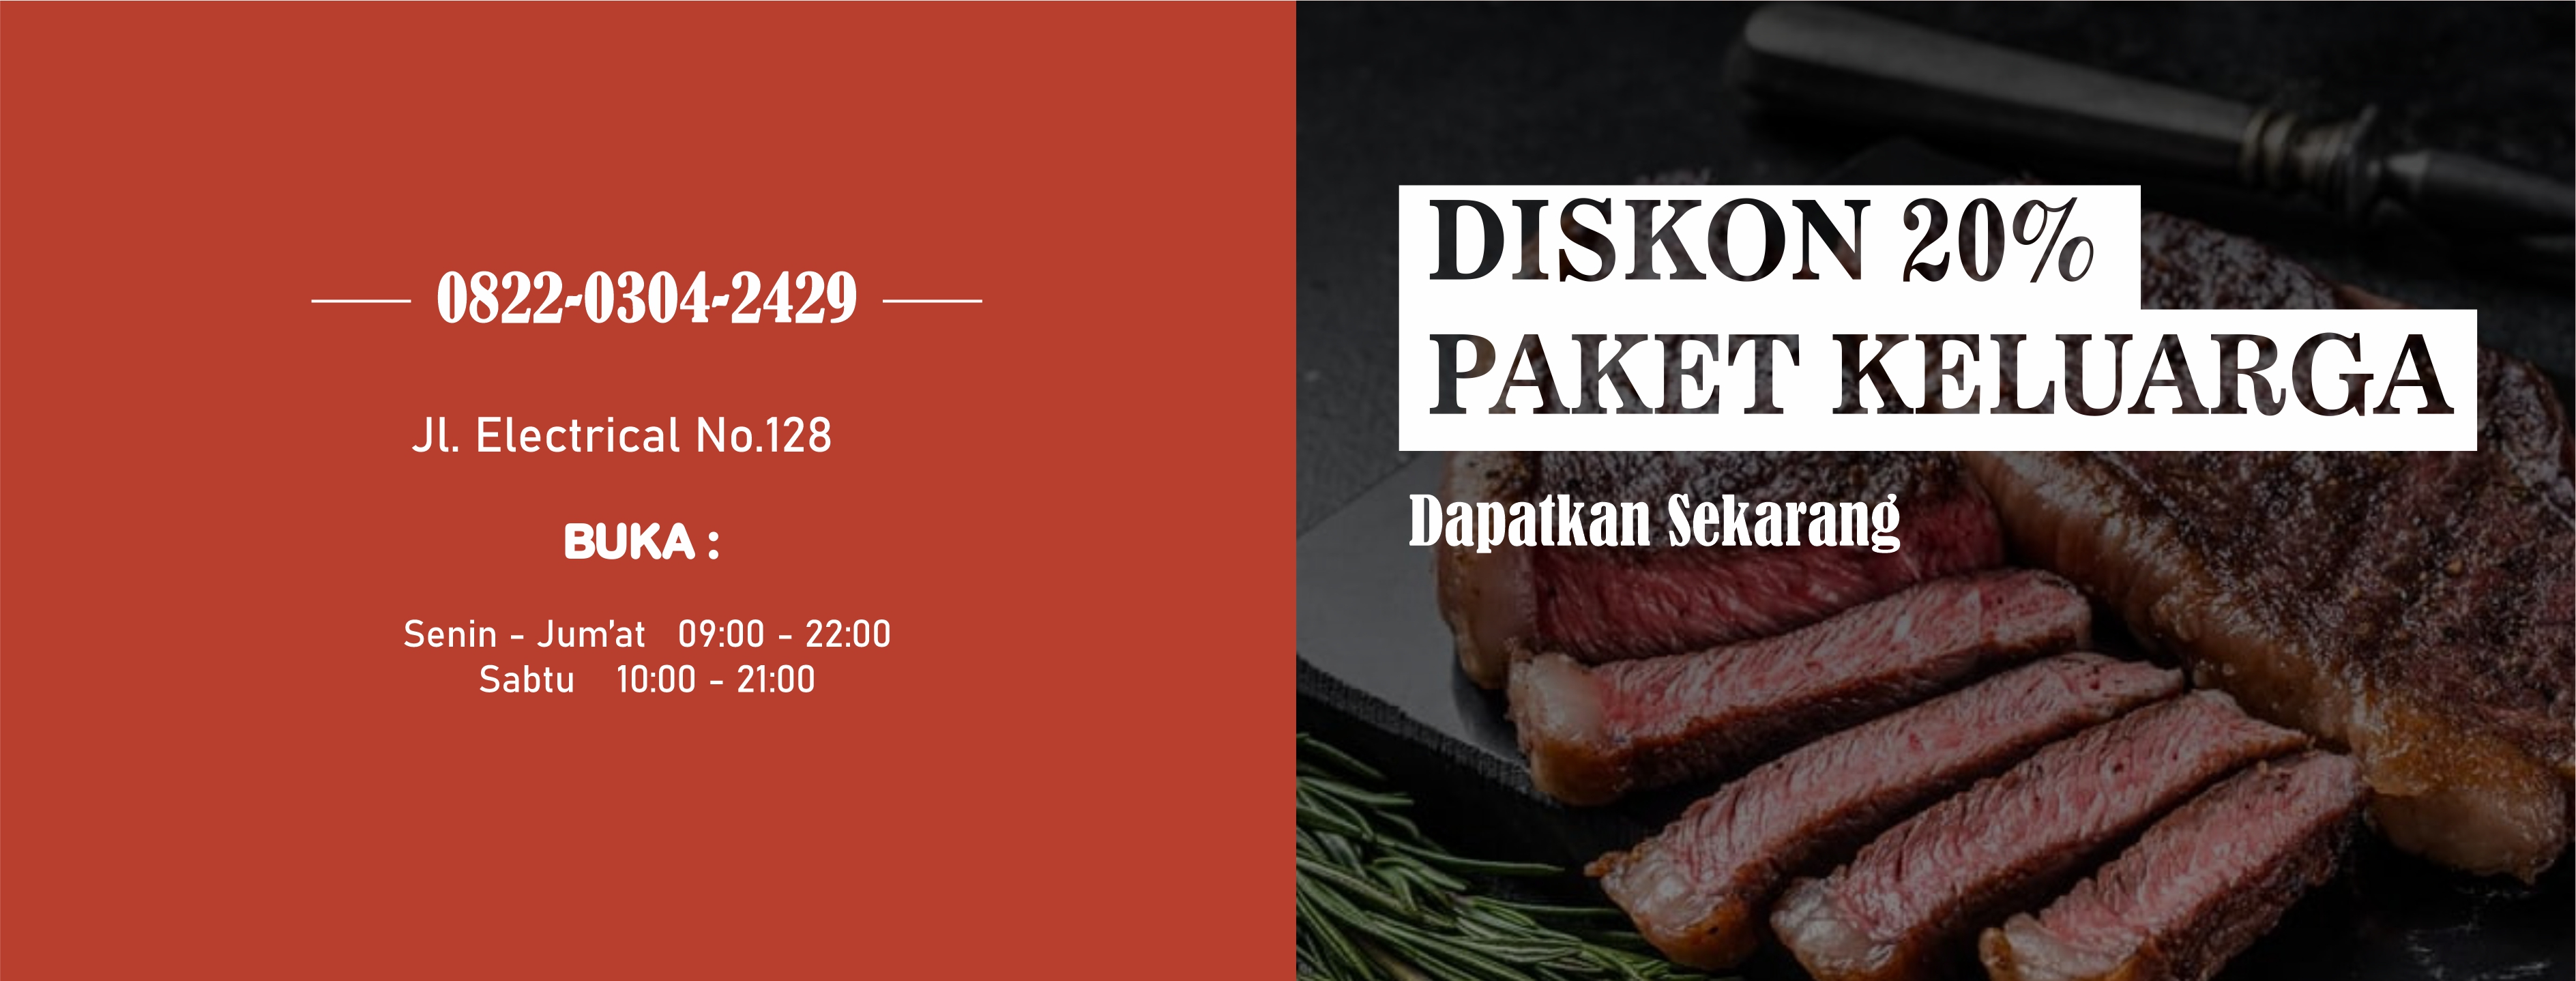 0822-0304-2429
Jl. Electrical No.128
BUKA :
Senin - Jum'at 09:00 - 22:00
Sabtu 10:00 - 21:00
DISKON 20%
PAKET KELUARGA
Dapatkan Sekarang